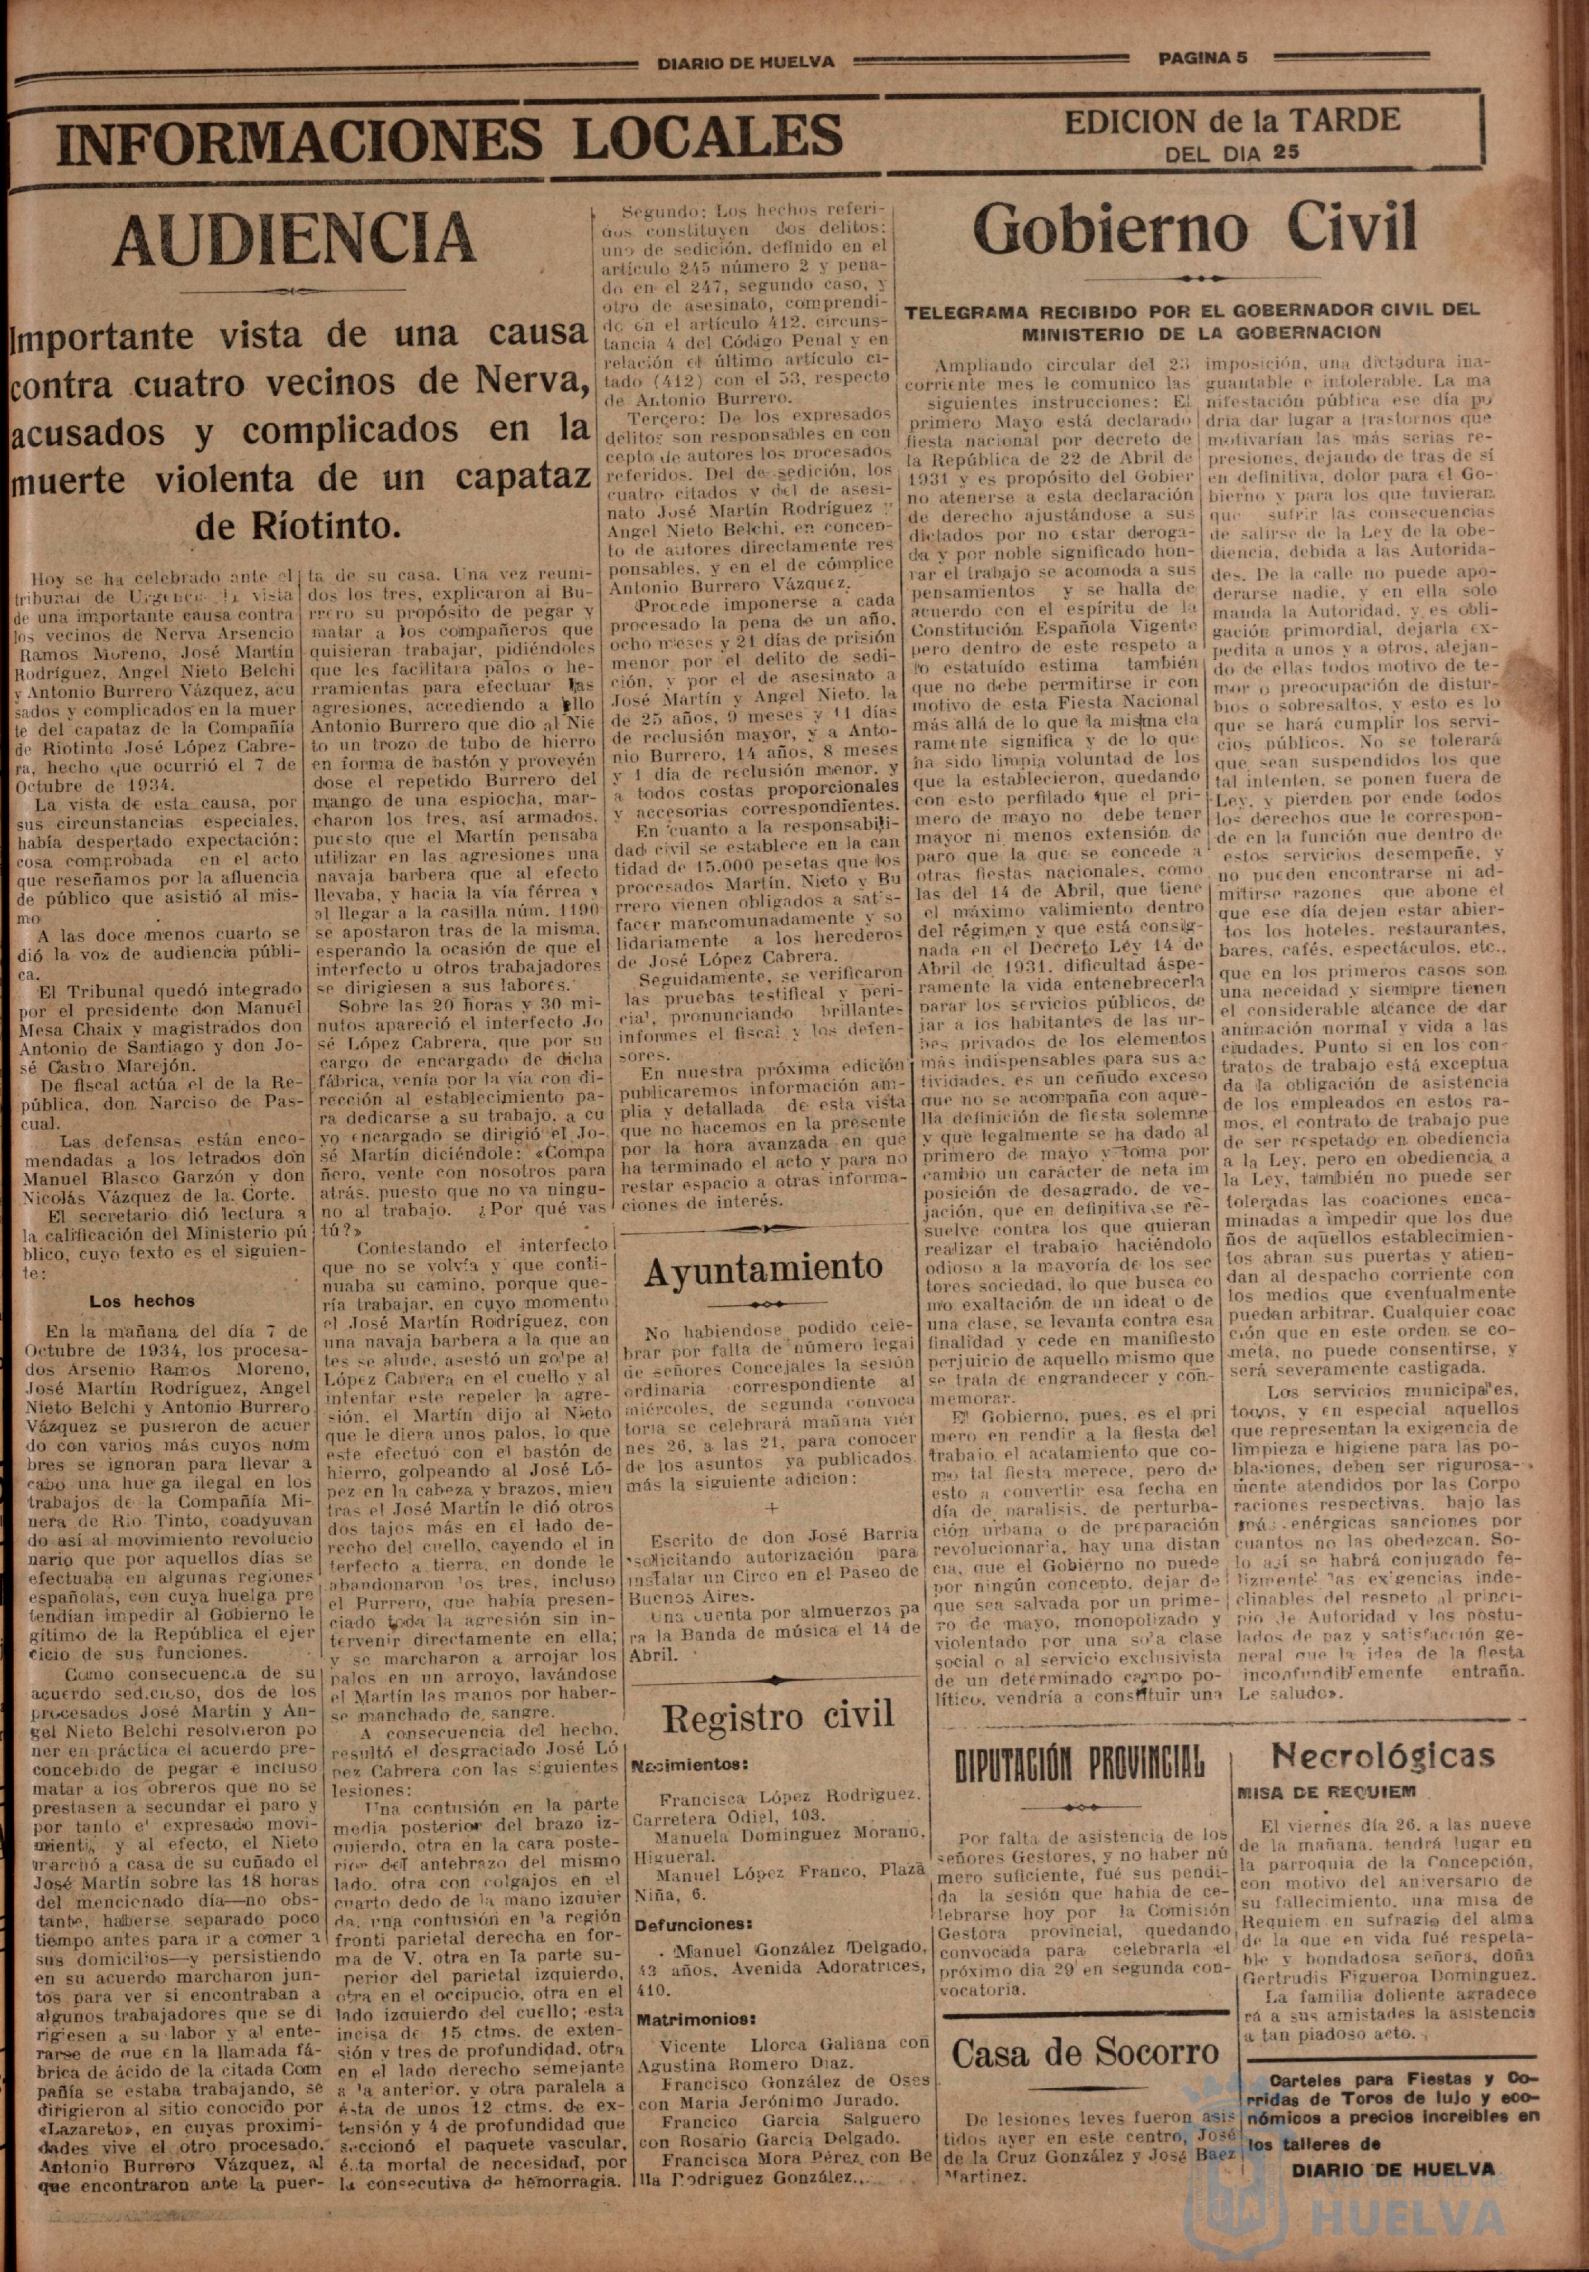 DIARIO DE HUELVA
PAGINA 5
INFORMACIONES LOCALES
EDICION de la TARDE
DEL DIA 25
AUDIENCIA
Importante vista de una causa
contra cuatro vecinos de Nerva,
acusados y complicados en la
muerte violenta de un capataz
de Ríotinto.
Hoy se ha celebrado ante el
tribunal de Urgencia la vista
de una importante causa contra
los vecinos de Nerva Arsencio
Ramos Moreno, José Martín
Rodríguez, Angel Nieto Belchi
y Antonio Burrero Vázquez, acu
sados y complicados en la muer
te del capataz de la Compañía
de Riotinto José López Cabre-
ra, hecho que ocurrió el 7 de
Octubre de 1934.
La vista de esta causa, por
sus circunstancias especiales,
había despertado expectación;
cosa comprobada en el acto
que reseñamos por la afluencia
de público que asistió al mis-
mo
A las doce menos cuarto se
dió la voz de audiencia públi-
ca.
El Tribunal quedó integrado
por el presidente don Manuel
Mesa Chaix y magistrados don
Antonio de Santiago y don Jo-
sé Castro Marejón.
De fiscal actúa el de la Re-
pública, don Narciso de Pas-
cual.
Las defensas están enco-
mendadas a los letrados don
Manuel Blasco Garzón y don
Nicolás Vázquez de la Corte.
El secretario dió lectura a
la calificación del Ministerio pú
blico, cuyo texto es el siguien-
te:
Los hechos
En la mañana del día 7 de
Octubre de 1934, los procesa-
dos Arsenio Ramos Moreno,
José Martín Rodríguez, Angel
Nieto Belchi y Antonio Burrero
Vázquez se pusieron de acuer
do con varios más cuyos nom
bres se ignoran para llevar a
cabo una huelga ilegal en los
trabajos de la Compañía Mi-
nera de Rio Tinto, coadyuvan
do así al movimiento revolucio
nario que por aquellos días se
efectuaba en algunas regiones
españolas, con cuya huelga pre
tendían impedir al Gobierno le
gítimo de la República el ejer
cicio de sus funciones.
Como consecuencia de su
acuerdo sedicioso, dos de los
procesados José Martín y An-
gel Nieto Belchi resolvieron po
ner en práctica el acuerdo pre-
concebido de pegar e incluso
matar a los obreros que no se
prestasen a secundar el paro y
por tanto el expresado movi-
miento, y al efecto, el Nieto
marchó a casa de su cuñado el
José Martín sobre las 18 horas
del mencionado día—no obs-
tante, haberse separado poco
tiempo antes para ir a comer a
sus domicilios—y persistiendo
en su acuerdo marcharon jun-
tos para ver si encontraban a
algunos trabajadores que se di
rigiesen a su labor y al ente-
rarse de que en la llamada fá-
brica de ácido de la citada Com
pañía se estaba trabajando, se
dirigieron al sitio conocido por
«Lazareto», en cuyas proximi-
dades vive el otro procesado,
Antonio Burrero Vázquez, al
que encontraron ante la puer-
ta de su casa. Una vez reuni-
dos los tres, explicaron al Bu-
rrero su propósito de pegar y
matar a los compañeros que
quisieran trabajar, pidiéndoles
que les facilitara palos o he-
rramientas para efectuar las
agresiones, accediendo a ello
Antonio Burrero que dio al Nie
to un trozo de tubo de hierro
en forma de bastón y proveyén
dose el repetido Burrero del
mango de una espiocha, mar-
charon los tres, así armados,
puesto que el Martín pensaba
utilizar en las agresiones una
navaja barbera que al efecto
llevaba, y hacia la vía férrea y
al llegar a la casilla núm. 1190
se apostaron tras de la misma,
esperando la ocasión de que el
interfecto u otros trabajadores
se dirigiesen a sus labores.
Sobre las 20 horas y 30 mi-
nutos apareció el interfecto Jo
sé López Cabrera, que por su
cargo de encargado de dicha
fábrica, venía por la vía con di-
rección al establecimiento pa-
ra dedicarse a su trabajo, a cu
yo encargado se dirigió el Jo-
sé Martín diciéndole: «Compa
ñero, vente con nosotros para
atrás, puesto que no va ningu-
no al trabajo. ¿Por qué vas
tú?»
Contestando el interfecto
que no se volvía y que conti-
nuaba su camino, porque que-
ría trabajar, en cuyo momento
el José Martín Rodríguez, con
una navaja barbera a la que an
tes se alude, asestó un golpe al
López Cabrera en el cuello y al
intentar este repeler la agre-
sión, el Martín dijo al Nieto
que le diera unos palos, lo que
este efectuó con el bastón de
hierro, golpeando al José Ló-
pez en la cabeza y brazos, mien
tras el José Martín le dió otros
dos tajos más en el lado de-
recho del cuello, cayendo el in
terfecto a tierra, en donde le
abandonaron los tres, incluso
el Burrero, que había presen-
ciado toda la agresión sin in-
tervenir directamente en ella;
y se marcharon a arrojar los
palos en un arroyo, lavándose
el Martín las manos por haber-
se manchado de sangre.
A consecuencia del hecho,
resultó el desgraciado José Ló
pez Cabrera con las siguientes
lesiones:
Una contusión en la parte
media posterior del brazo iz-
quierdo, otra en la cara poste-
rior del antebrazo del mismo
lado, otra con colgajos en el
cuarto dedo de la mano izquier
da, una contusión en la región
fronti parietal derecha en for-
ma de V, otra en la parte su-
perior del parietal izquierdo,
otra en el occipucio, otra en el
lado izquierdo del cuello; esta
incisa de 15 ctms. de exten-
sión y tres de profundidad, otra
en el lado derecho semejante
a la anterior, y otra paralela a
ésta de unos 12 ctms. de ex-
tensión y 4 de profundidad que
seccionó el paquete vascular,
ésta mortal de necesidad, por
la consecutiva de hemorragia.
Segundo: Los hechos referi-
dos constituyen dos delitos:
uno de sedición, definido en el
artículo 245 número 2 y pena-
do en el 247, segundo caso, y
otro de asesinato, comprendi-
do en el artículo 412, circuns-
tancia 4 del Código Penal y en
relación el último artículo ci-
tado (412) con el 53, respecto
de Antonio Burrero.
Tercero: De los expresados
delitos son responsables en con
cepto de autores los procesados
referidos. Del de sedición, los
cuatro citados y del de asesi-
nato José Martín Rodríguez y
Angel Nieto Belchi, en concep-
to de autores directamente res
ponsables, y en el de cómplice
Antonio Burrero Vázquez.
Procede imponerse a cada
procesado la pena de un año,
ocho meses y 21 días de prisión
menor por el delito de sedi-
ción, y por el de asesinato a
José Martín y Angel Nieto, la
de 25 años, 9 meses y 11 días
de reclusión mayor, y a Anto-
nio Burrero, 14 años, 8 meses
y 1 día de reclusión menor, y
a todos costas proporcionales
y accesorias correspondientes.
En cuanto a la responsabili-
dad civil se establece en la can
tidad de 15.000 pesetas que los
procesados Martín, Nieto y Bu
rrero vienen obligados a satis-
facer mancomunadamente y so
lidariamente a los herederos
de José López Cabrera.
Seguidamente, se verificaron
las pruebas testifical y peri-
cial, pronunciando brillantes
informes el fiscal y los defen-
sores.
En nuestra próxima edición
publicaremos información am-
plia y detallada de esta vista
que no hacemos en la presente
por la hora avanzada en que
ha terminado el acto y para no
restar espacio a otras informa-
ciones de interés.
Ayuntamiento
No habiendose podido cele-
brar por falta de número legal
de señores Concejales la sesión
ordinaria correspondiente al
miércoles, de segunda convoca
toria se celebrará mañana vier
nes 26, a las 21, para conocer
de los asuntos ya publicados,
más la siguiente adicion:
+
Escrito de don José Barria
solicitando autorización para
instalar un Circo en el Paseo de
Buenos Aires.
Una cuenta por almuerzos pa
ra la Banda de música el 14 de
Abril.
Registro civil
Nacimientos:
Francisca López Rodriguez,
Carretera Odiel, 103.
Manuela Dominguez Morano,
Higueral.
Manuel López Franco, Plaza
Niña, 6.
Defunciones:
Manuel González Delgado,
43 años, Avenida Adoratrices,
110.
Matrimonios:
Vicente Llorca Galiana con
Agustina Romero Diaz.
Francisco González de Oses
con Maria Jerónimo Jurado.
Francico Garcia Salguero
con Rosario Garcia Delgado.
Francisca Mora Pérez con Be
lla Rodriguez González.
Gobierno Civil
TELEGRAMA RECIBIDO POR EL GOBERNADOR CIVIL DEL
MINISTERIO DE LA GOBERNACION
Ampliando circular del 23
corriente mes le comunico las
siguientes instrucciones: El
primero Mayo está declarado
fiesta nacional por decreto de
la República de 22 de Abril de
1931 y es propósito del Gobier
no atenerse a esta declaración
de derecho ajustándose a sus
dictados por no estar deroga-
da y por noble significado hon-
rar el trabajo se acomoda a sus
pensamientos y se halla de
acuerdo con el espíritu de la
Constitución Española Vigente
pero dentro de este respeto a
lo estatuído estima también
que no debe permitirse ir con
motivo de esta Fiesta Nacional
más allá de lo que la misma cla
ramente significa y de lo que
ha sido limpia voluntad de los
que la establecieron, quedando
con esto perfilado que el pri-
mero de mayo no debe tener
mayor ni menos extensión de
paro que la que se concede a
otras fiestas nacionales, como
las del 14 de Abril, que tiene
el máximo valimiento dentro
del régimen y que está consig-
nada en el Decreto Ley 14 de
Abril de 1931, dificultad áspe-
ramente la vida entenebrecerla
parar los servicios públicos, de
jar a los habitantes de las ur-
bes privados de los elementos
más indispensables para sus ac
tividades, es un ceñudo exceso
que no se acompaña con aque-
lla definición de fiesta solemne
y que legalmente se ha dado al
primero de mayo y toma por
cambio un carácter de neta im
posición de desagrado, de ve-
jación, que en definitiva se re-
suelve contra los que quieran
realizar el trabajo haciéndolo
odioso a la mayoría de los sec
tores sociedad, lo que busca co
mo exaltación de un ideal o de
una clase, se levanta contra esa
finalidad y cede en manifiesto
perjuicio de aquello mismo que
se trata de engrandecer y con-
memorar.
El Gobierno, pues, es el pri
mero en rendir a la fiesta del
trabajo el acatamiento que co-
mo tal fiesta merece, pero de
esto a convertir esa fecha en
día de paralisis, de perturba-
ción urbana o de preparación
revolucionaria, hay una distan
cia, que el Gobierno no puede
por ningún concepto, dejar de
que sea salvada por un prime-
ro de mayo, monopolizado y
violentado por una sola clase
social o al servicio exclusivista
de un determinado campo po-
lítico, vendría a constituir una
imposición, una dictadura ina-
guantable e intolerable. La ma
nifestación pública ese día po
dría dar lugar a trastornos que
motivarían las más serias re-
presiones, dejando de tras de sí
en definitiva, dolor para el Go-
bierno y para los que tuvieran
que sufrir las consecuencias
de salirse de la Ley de la obe-
diencia, debida a las Autorida-
des. De la calle no puede apo-
derarse nadie, y en ella solo
manda la Autoridad, y es obli-
gación primordial, dejarla ex-
pedita a unos y a otros, alejan-
do de ellas todos motivo de te-
mor o preocupación de distur-
bios o sobresaltos, y esto es lo
que se hará cumplir los servi-
cios públicos. No se tolerará
que sean suspendidos los que
tal intenten, se ponen fuera de
Ley, y pierden por ende todos
los derechos que le correspon-
de en la función que dentro de
estos servicios desempeñe, y
no pueden encontrarse ni ad-
mitirse razones que abone el
que ese día dejen estar abier-
tos los hoteles, restaurantes,
bares, cafés, espectáculos, etc.,
que en los primeros casos son
una neceidad y siempre tienen
el considerable alcance de dar
animación normal y vida a las
ciudades. Punto si en los con-
tratos de trabajo está exceptua
da la obligación de asistencia
de los empleados en estos ra-
mos, el contrato de trabajo pue
de ser respetado en obediencia
a la Ley, pero en obediencia a
la Ley, también no puede ser
toleradas las coaciones enca-
minadas a impedir que los due
ños de aquellos establecimien-
tos abran sus puertas y atien-
dan al despacho corriente con
los medios que eventualmente
puedan arbitrar. Cualquier coac
ción que en este orden se co-
meta, no puede consentirse, y
será severamente castigada.
Los servicios municipales,
todos, y en especial aquellos
que representan la exigencia de
limpieza e higiene para las po-
blaciones, deben ser rigurosa-
mente atendidos por las Corpo
raciones respectivas, bajo las
más enérgicas sanciones por
cuantos no las obedezcan. So-
lo así se habrá conjugado fe-
lizmente las exigencias inde-
clinables del respeto al princi-
pio de Autoridad y los postu-
lados de paz y satisfacción ge-
neral que la idea de la fiesta
inconfundiblemente entraña.
Le saludo».
DIPUTACIÓN PROVINCIAL
Por falta de asistencia de los
señores Gestores, y no haber nú
mero suficiente, fué suspendi-
da la sesión que habia de ce-
lebrarse hoy por la Comisión
Gestora provincial, quedando
convocada para celebrarla el
próximo dia 29 en segunda con-
vocatoria.
Casa de Socorro
De lesiones leves fueron asis
tidos ayer en este centro, José
de la Cruz González y José Baez
Martinez.
Necrológicas
MISA DE REQUIEM
El viernes día 26, a las nueve
de la mañana, tendrá lugar en
la parroquia de la Concepción,
con motivo del aniversario de
su fallecimiento, una misa de
Requiem en sufragio del alma
de la que en vida fué respeta-
ble y bondadosa señora, doña
Gertrudis Figueroa Dominguez.
La familia doliente agradece
rá a sus amistades la asistencia
a tan piadoso acto.
Carteles para Fiestas y Co-
rridas de Toros de lujo y eco-
nómicos a precios increibles en
los talleres de
DIARIO DE HUELVA
Ayuntamiento de
HUELVA